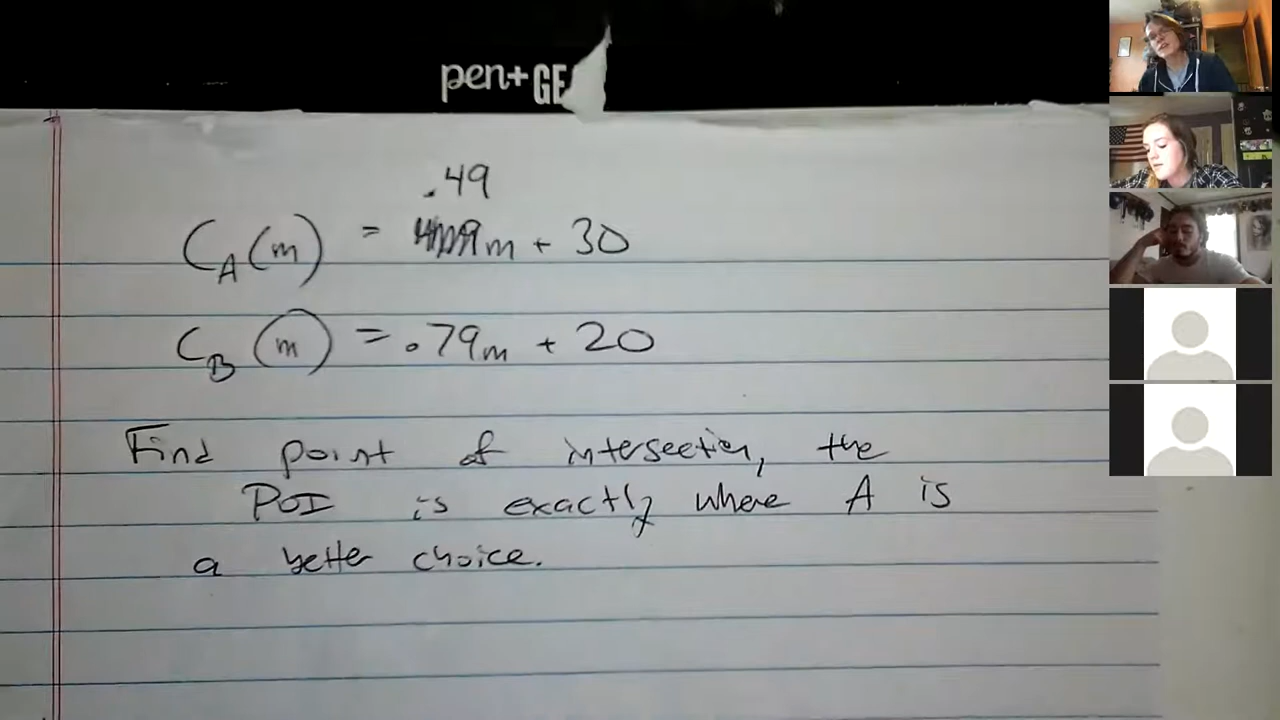 pen+GE
.49
C_A(m) = m + 30
C_B(m) = .79m + 20
Find point of intersection, the
POI is exactly where A is
a better choice.